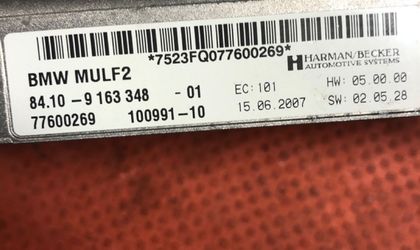 *7523FQ077600269*
HARMAN/BECKER
AUTOMOTIVE SYSTEMS
BMW MULF2
84.10 - 9 163 348 - 01
EC: 101
HW: 05.00.00
77600269 100991-10
15.06.2007
SW: 02.05.28